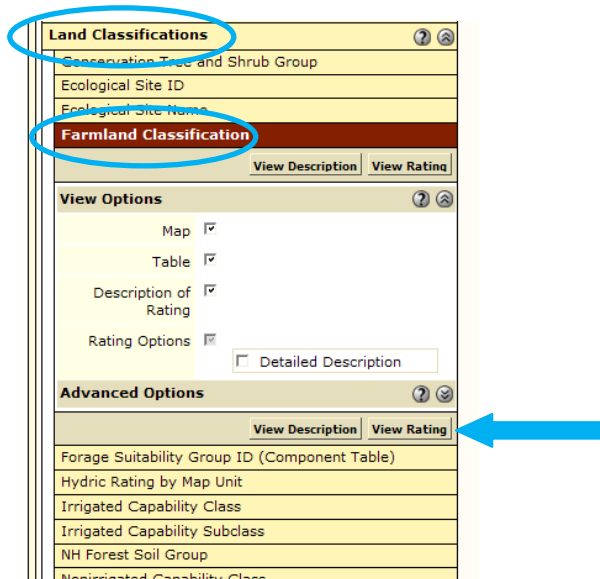 Land Classifications
Conservation Tree and Shrub Group
Ecological Site ID
Ecological Site Name
Farmland Classification
View Description View Rating
View Options
Map
Table
Description of
Rating
Rating Options
Detailed Description
Advanced Options
View Description View Rating
Forage Suitability Group ID (Component Table)
Hydric Rating by Map Unit
Irrigated Capability Class
Irrigated Capability Subclass
NH Forest Soil Group
Nonirrigated Capability Class